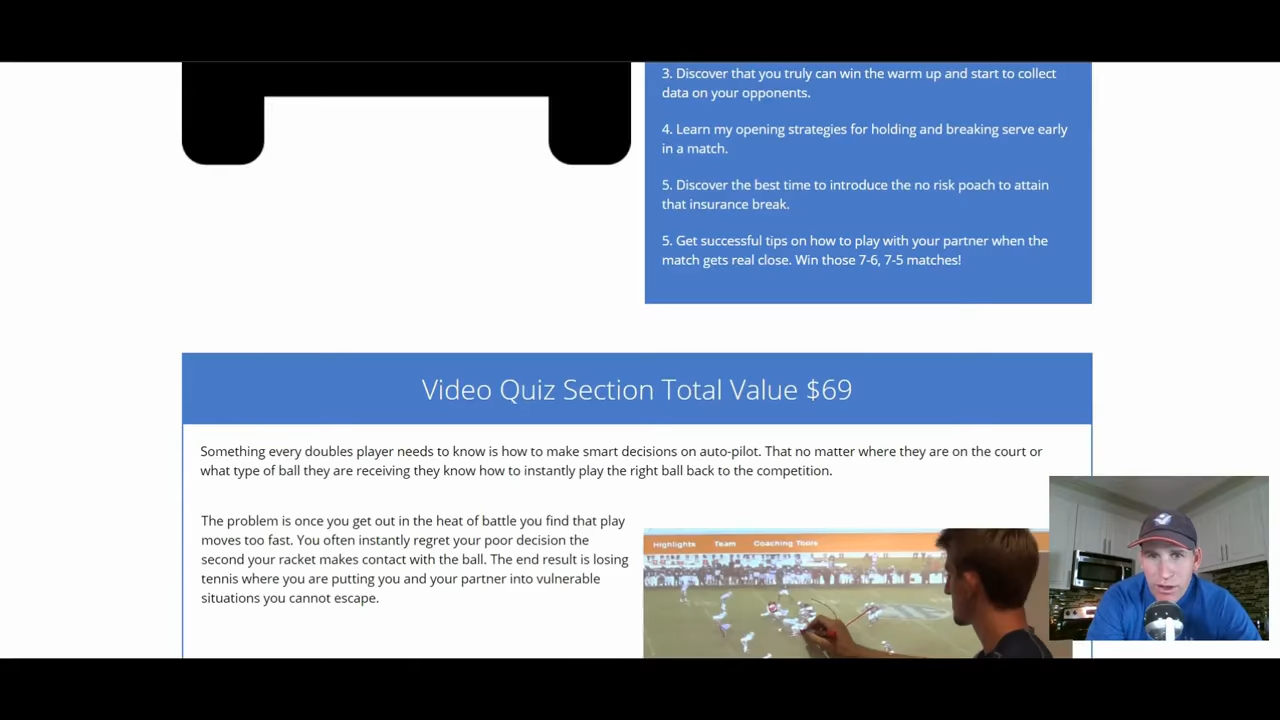 3. Discover that you truly can win the warm up and start to collect
data on your opponents.
4. Learn my opening strategies for holding and breaking serve early
in a match.
5. Discover the best time to introduce the no risk poach to attain
that insurance break.
5. Get successful tips on how to play with your partner when the
match gets real close. Win those 7-6, 7-5 matches!
Video Quiz Section Total Value $69
Something every doubles player needs to know is how to make smart decisions on auto-pilot. That no matter where they are on the court or
what type of ball they are receiving they know how to instantly play the right ball back to the competition.
The problem is once you get out in the heat of battle you find that play
moves too fast. You often instantly regret your poor decision the
second your racket makes contact with the ball. The end result is losing
tennis where you are putting you and your partner into vulnerable
situations you cannot escape.
Highlights Team Coaching Tools